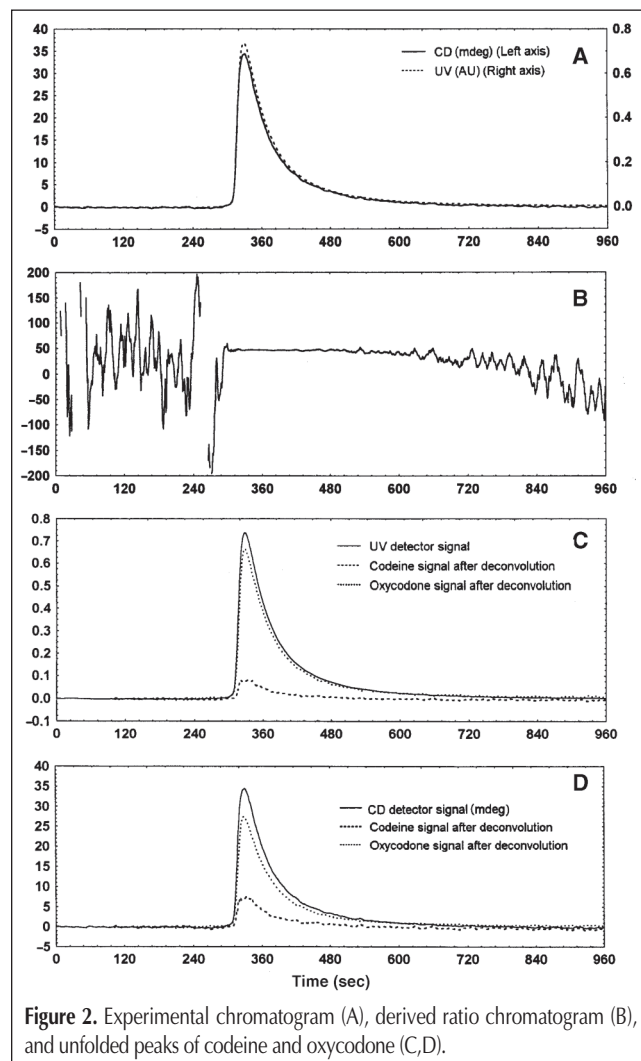 A
CD (mdeg) (Left axis)
UV (AU) (Right axis)
40
35
30
25
20
15
10
5
0
−5
0.8
0.6
0.4
0.2
0.0
0 120 240 360 480 600 720 840 960
B
200
150
100
50
0
−50
−100
−150
−200
0 120 240 360 480 600 720 840 960
C
UV detector signal
Codeine signal after deconvolution
Oxycodone signal after deconvolution
0.8
0.7
0.6
0.5
0.4
0.3
0.2
0.1
0.0
−0.1
0 120 240 360 480 600 720 840 960
D
CD detector signal (mdeg)
Codeine signal after deconvolution
Oxycodone signal after deconvolution
40
35
30
25
20
15
10
5
0
−5
0 120 240 360 480 600 720 840 960
Time (sec)
Figure 2. Experimental chromatogram (A), derived ratio chromatogram (B),
and unfolded peaks of codeine and oxycodone (C,D).